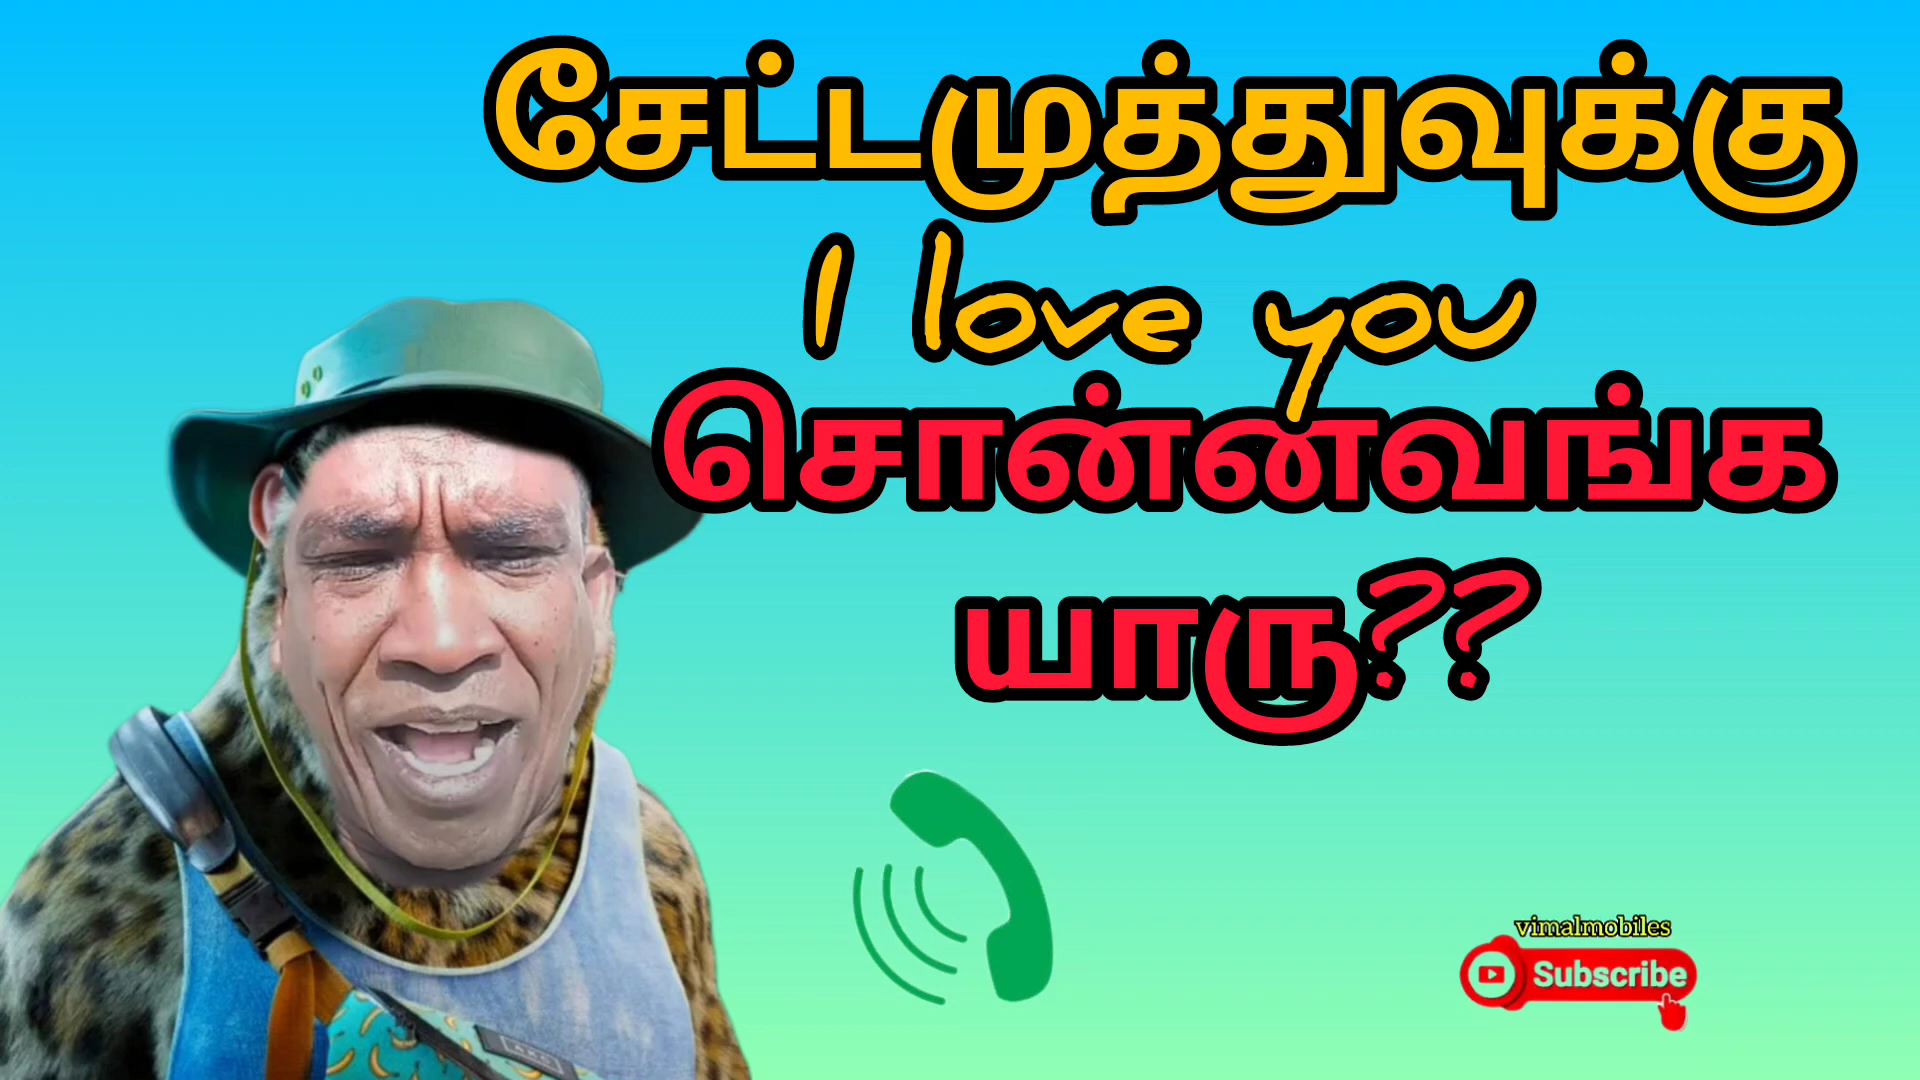 சேட்டமுத்துவுக்கு
I love you
சொன்னவங்க
யாரு??
vimalmobiles
Subscribe